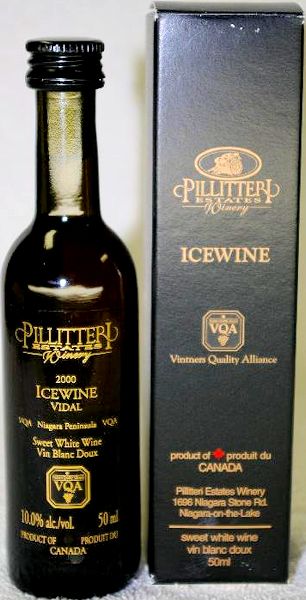 PILLITTERI
ESTATES
Winery
2000
ICEWINE
VIDAL
VQA Niagara Peninsula VQA
Sweet White Wine
Vin Blanc Doux
VQA
10.0% alc./vol. 50 ml
PRODUCT OF PRODUIT DU
CANADA
PILLITTERI
ESTATES
Winery
ICEWINE
VQA
Vintners Quality Alliance
product of produit du
CANADA
Pillitteri Estates Winery
1696 Niagara Stone Rd.
Niagara-on-the-Lake
sweet white wine
vin blanc doux
50ml